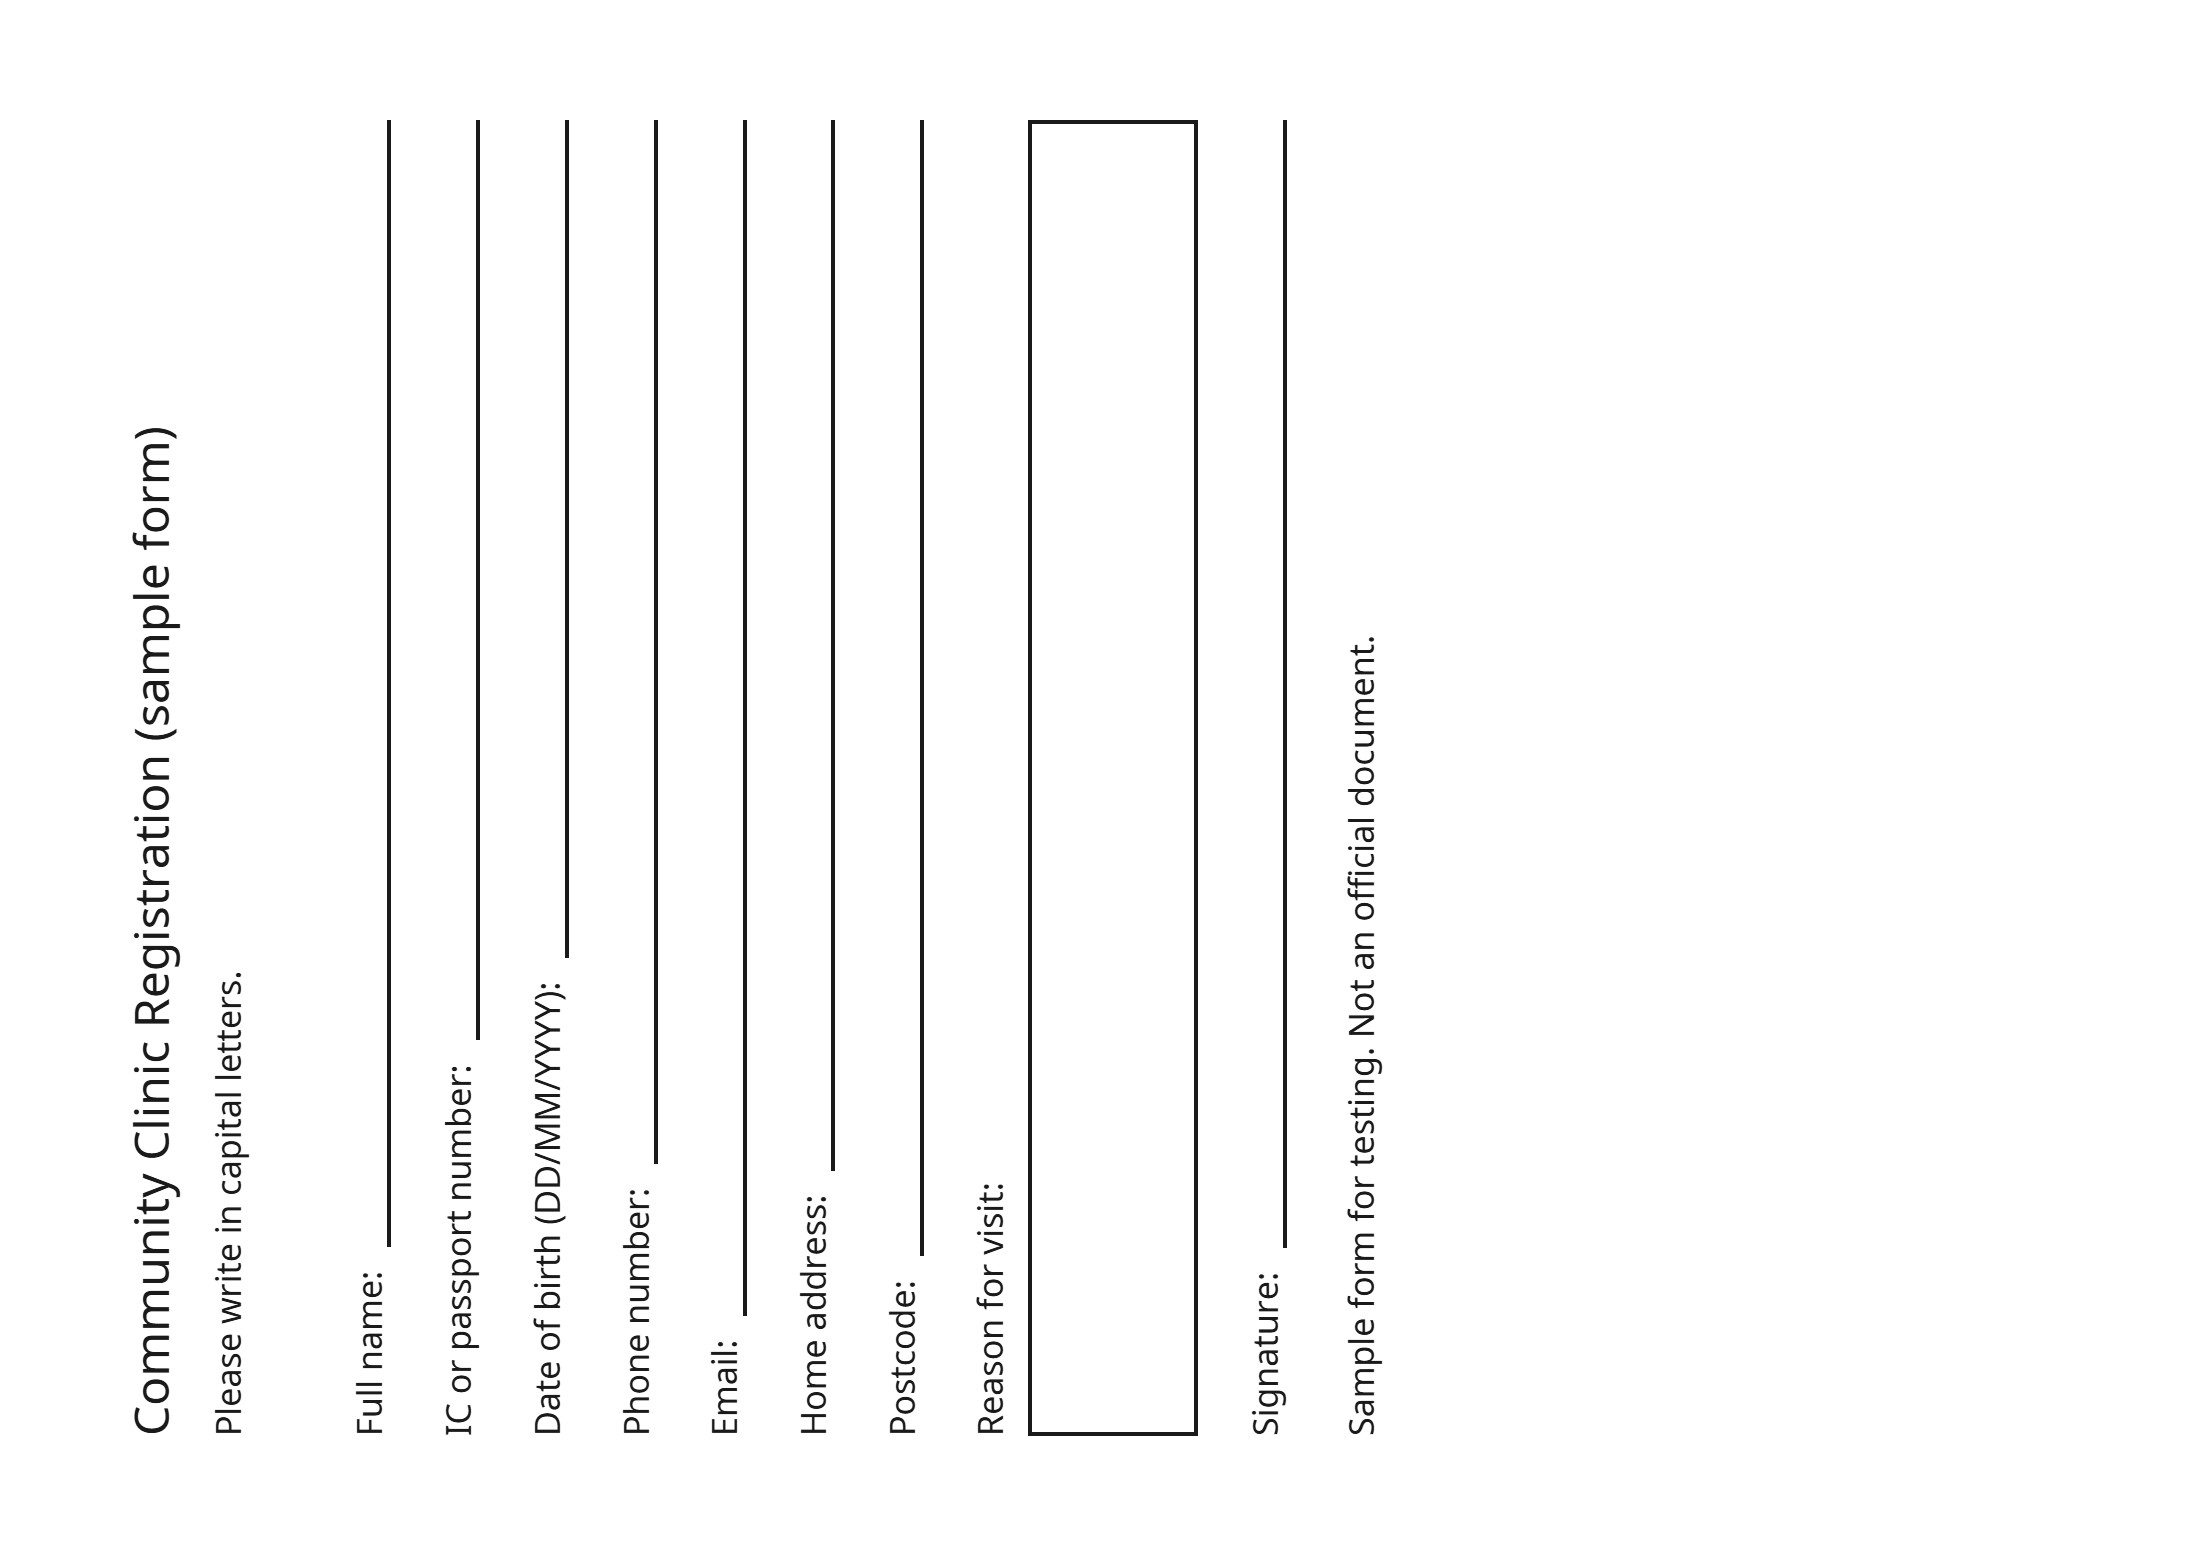 Community Clinic Registration (sample form)
Please write in capital letters.
Full name:
IC or passport number:
Date of birth (DD/MM/YYYY):
Phone number:
Email:
Home address:
Postcode:
Reason for visit:
Signature:
Sample form for testing. Not an official document.